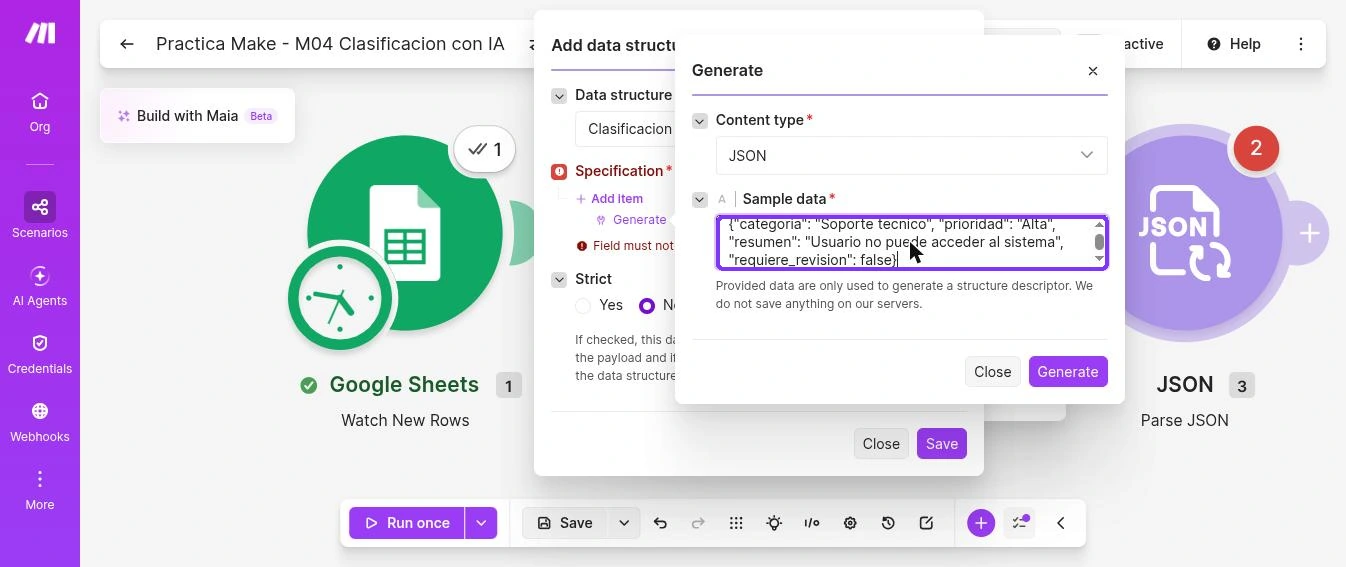 Practica Make - M04 Clasificacion con IA
active
Help
Org
Scenarios
AI Agents
Credentials
Webhooks
More
Build with Maia Beta
1
Google Sheets 1
Watch New Rows
Add data structu
Data structure
Clasificacion
Specification *
Add item
Generate
Field must not
Strict
Yes
No
If checked, this da
the payload and if
the data structure
Close
Save
Generate
Content type *
JSON
A
Sample data *
{"categoria": "Soporte tecnico", "prioridad": "Alta",
"resumen": "Usuario no puede acceder al sistema",
"requiere_revision": false}
Provided data are only used to generate a structure descriptor. We
do not save anything on our servers.
Close
Generate
2
JSON
JSON 3
Parse JSON
Run once
Save